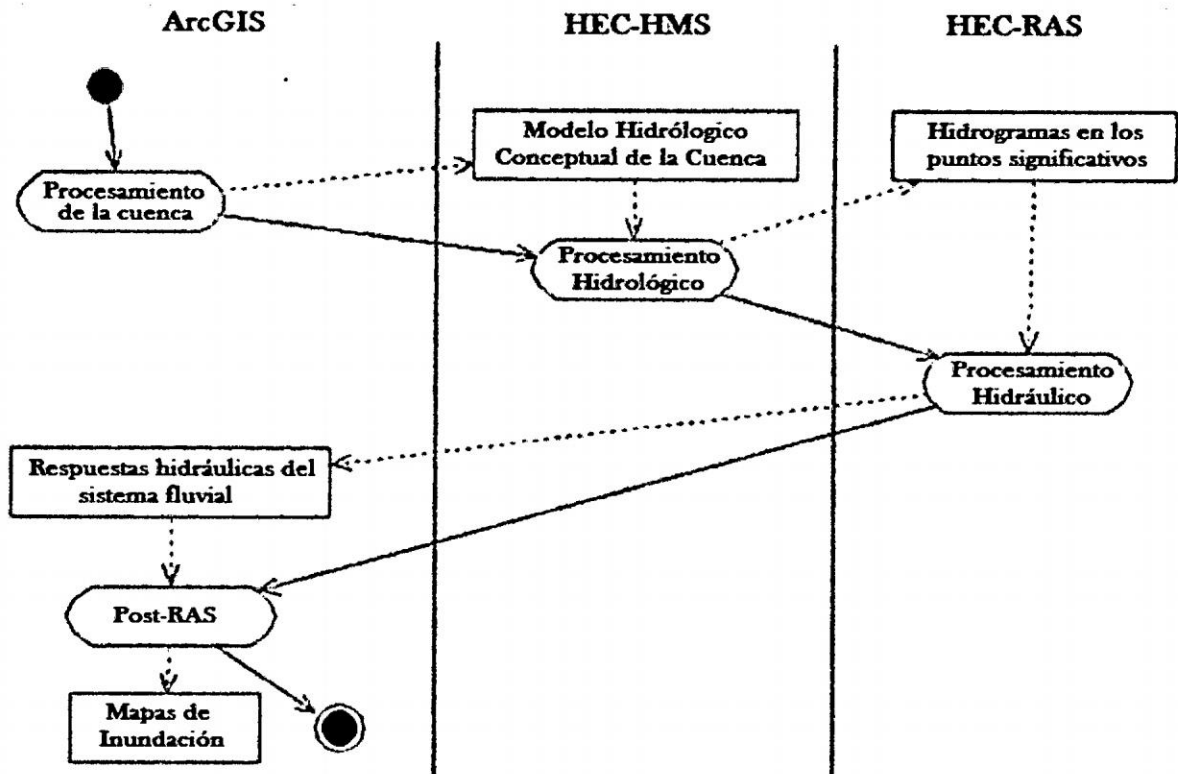 ArcGIS
HEC-HMS
HEC-RAS
Modelo Hidrólogico
Conceptual de la Cuenca
Hidrogramas en los
puntos significativos
Procesamiento
de la cuenca
Procesamiento
Hidrológico
Procesamiento
Hidráulico
Respuestas hidráulicas del
sistema fluvial
Post-RAS
Mapas de
Inundación